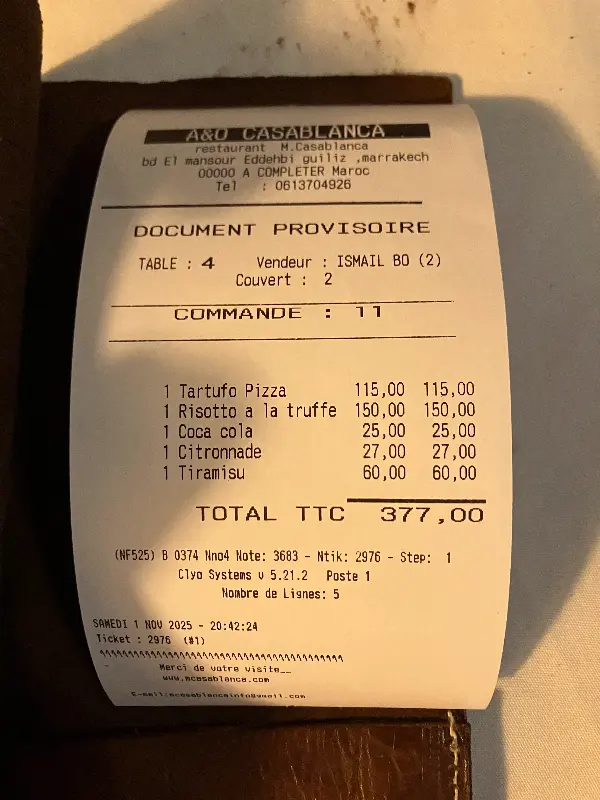 A&O CASABLANCA
restaurant M.Casablanca
bd El mansour Eddehbi guiliz ,marrakech
00000 A COMPLETER Maroc
Tel : 0613704926
DOCUMENT PROVISOIRE
TABLE : 4 Vendeur : ISMAIL BO (2)
Couvert : 2
COMMANDE : 11
1 Tartufo Pizza 115,00 115,00
1 Risotto a la truffe 150,00 150,00
1 Coca cola 25,00 25,00
1 Citronnade 27,00 27,00
1 Tiramisu 60,00 60,00
TOTAL TTC 377,00
(NF525) B 0374 Nno4 Note: 3683 - Ntik: 2976 - Step: 1
Clyo Systems v 5.21.2 Poste 1
Nombre de Lignes: 5
SAMEDI 1 NOV 2025 - 20:42:24
Ticket : 2976 (#1)
Merci de votre visite__
www.mcasablanca.com
E-mail:mcasablancainfo@gmail.com